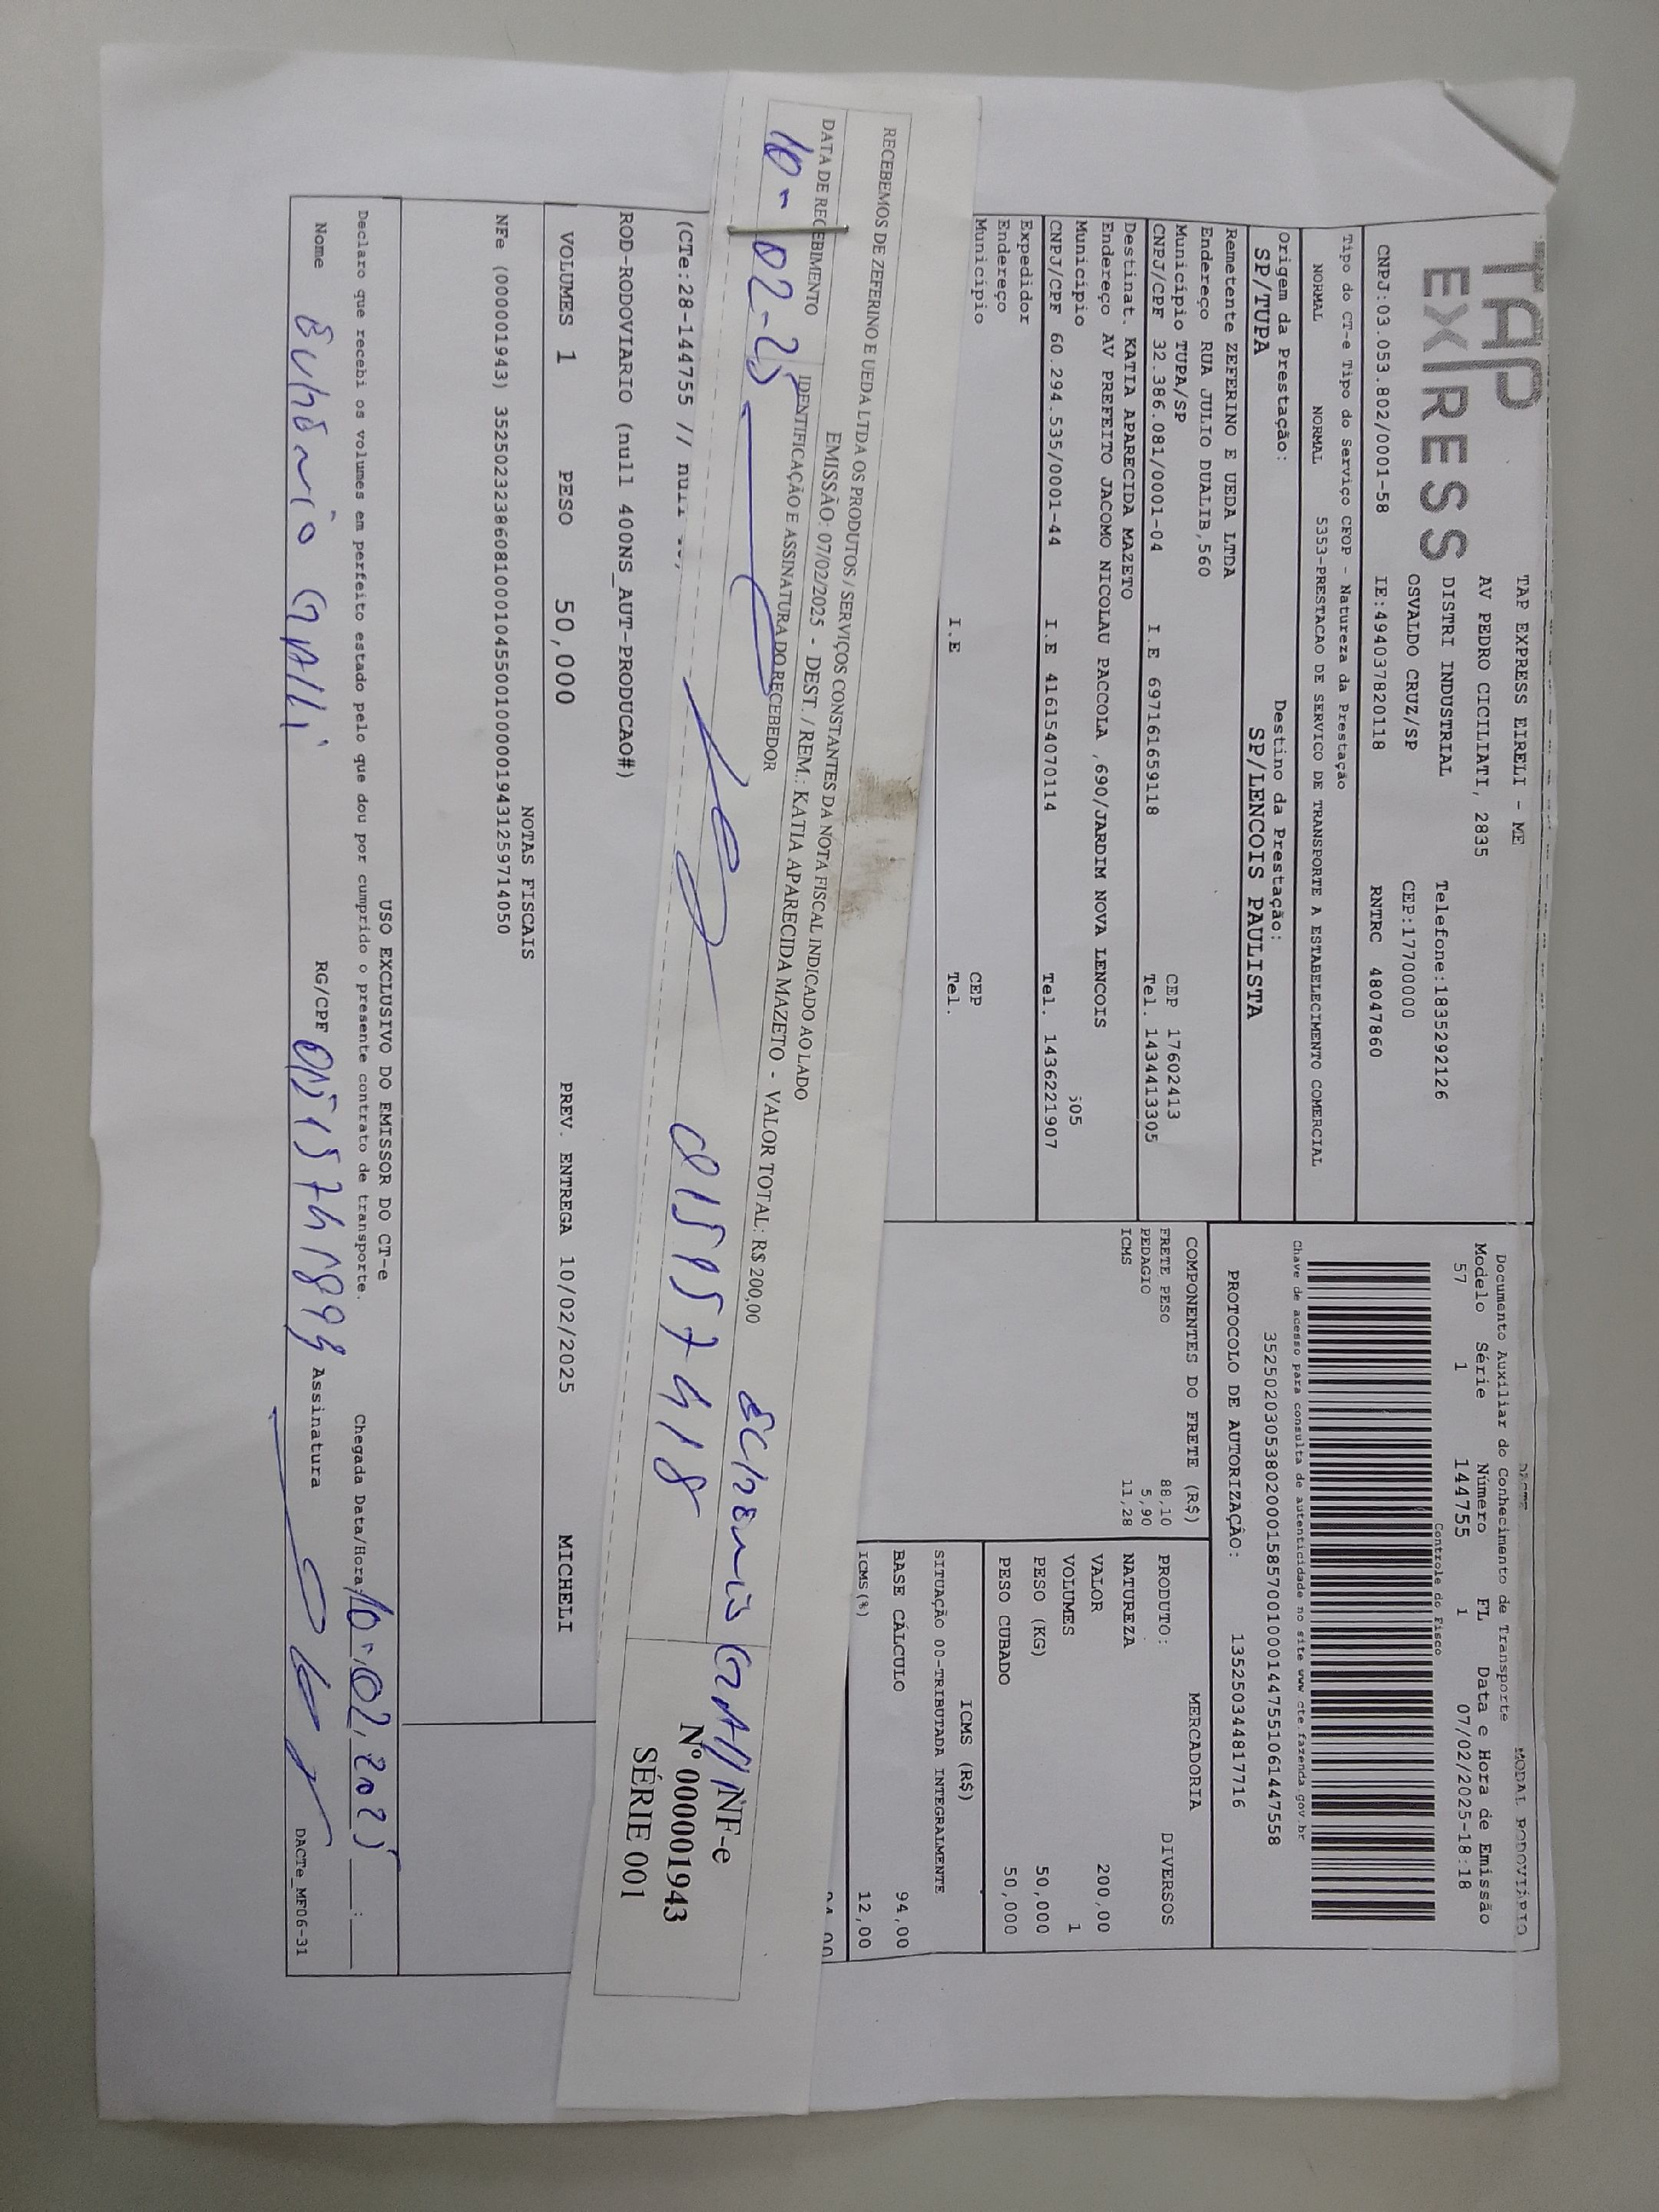 TAP EXPRESS
TAP EXPRESS EIRELI - ME
AV PEDRO CICILIATI, 2835
DISTRI INDUSTRIAL Telefone:1835292126
OSVALDO CRUZ/SP CEP:17700000
CNPJ:03.053.802/0001-58 IE:494037820118 RNTRC 48047860
Tipo do CT-e Tipo do Serviço CFOP - Natureza da Prestação
NORMAL NORMAL 5353-PRESTACAO DE SERVICO DE TRANSPORTE A ESTABELECIMENTO COMERCIAL
Origem da Prestação: Destino da Prestação:
SP/TUPA SP/LENCOIS PAULISTA
Remetente ZEFERINO E UEDA LTDA
Endereço RUA JULIO DUALIB,560
Município TUPA/SP CEP 17602413
CNPJ/CPF 32.386.081/0001-04 I.E 697161659118 Tel. 1434413305
Destinat. KATIA APARECIDA MAZETO
Endereço AV PREFEITO JACOMO NICOLAU PACCOLA ,690/JARDIM NOVA LENCOIS
Município
CNPJ/CPF 60.294.535/0001-44 I.E 416154070114 Tel. 1436221907
Expedidor
Endereço
Município CEP
I.E Tel.
MODAL RODOVIÁRIO
Documento Auxiliar do Conhecimento de Transporte
Modelo Série Número FL Data e Hora de Emissão
57 1 144755 1 07/02/2025-18:18
Controle do Fisco
Chave de acesso para consulta de autenticidade no site www.cte.fazenda.gov.br
35250203053802000158570010001447551061447558
PROTOCOLO DE AUTORIZAÇÃO: 135250344817716
COMPONENTES DO FRETE (R$)
FRETE PESO 88,10
PEDAGIO 5,90
ICMS 11,28
MERCADORIA
PRODUTO: DIVERSOS
NATUREZA
VALOR 200,00
VOLUMES 1
PESO (KG) 50,000
PESO CUBADO 50,000
ICMS (R$)
SITUAÇÃO 00-TRIBUTADA INTEGRALMENTE
BASE CÁLCULO 94,00
ICMS(%) 12,00
RECEBEMOS DE ZEFERINO E UEDA LTDA OS PRODUTOS / SERVIÇOS CONSTANTES DA NOTA FISCAL INDICADO AO LADO
EMISSÃO: 07/02/2025 - DEST. / REM.: KATIA APARECIDA MAZETO - VALOR TOTAL: R$ 200,00
DATA DE RECEBIMENTO IDENTIFICAÇÃO E ASSINATURA DO RECEBEDOR
10-02-25
NF-e
Nº 000001943
SÉRIE 001
(CTe:28-144755 //
ROD-RODOVIARIO (null 400NS_AUT-PRODUCAO#)
VOLUMES 1 PESO 50,000 PREV. ENTREGA 10/02/2025 MICHELI
NOTAS FISCAIS
NFe (000001943) 35250232386081000104550010000019431259714050
USO EXCLUSIVO DO EMISSOR DO CT-e
Declaro que recebi os volumes em perfeito estado pelo que dou por cumprido o presente contrato de transporte. Chegada Data/Hora 10.02.2025
Nome RG/CPF Assinatura
DACTe_MF06-31